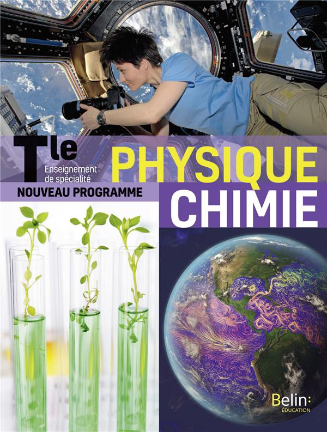 Tle
Enseignement
de spécialité
NOUVEAU PROGRAMME
PHYSIQUE
CHIMIE
Belin:
ÉDUCATION